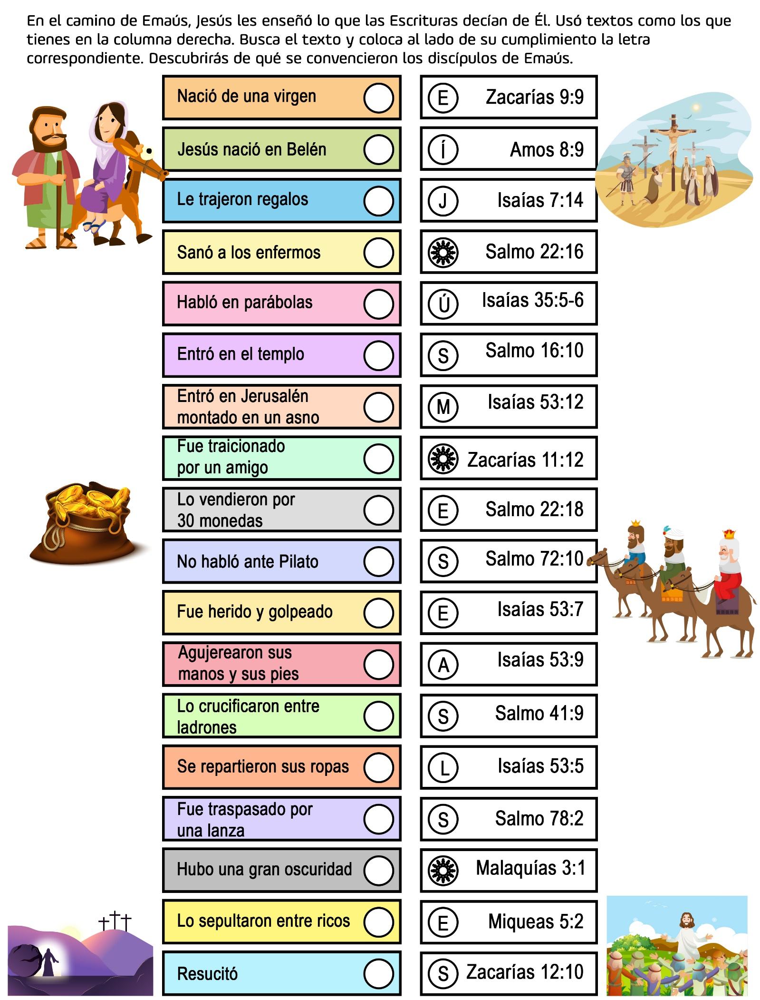 En el camino de Emaús, Jesús les enseñó lo que las Escrituras decían de Él. Usó textos como los que
tienes en la columna derecha. Busca el texto y coloca al lado de su cumplimiento la letra
correspondiente. Descubrirás de qué se convencieron los discípulos de Emaús.
Nació de una virgen
E Zacarías 9:9
Jesús nació en Belén
Í Amos 8:9
Le trajeron regalos
J Isaías 7:14
Sanó a los enfermos
Salmo 22:16
Habló en parábolas
Ú Isaías 35:5-6
Entró en el templo
S Salmo 16:10
Entró en Jerusalén
montado en un asno
M Isaías 53:12
Fue traicionado
por un amigo
Zacarías 11:12
Lo vendieron por
30 monedas
E Salmo 22:18
No habló ante Pilato
S Salmo 72:10
Fue herido y golpeado
E Isaías 53:7
Agujerearon sus
manos y sus pies
A Isaías 53:9
Lo crucificaron entre
ladrones
S Salmo 41:9
Se repartieron sus ropas
L Isaías 53:5
Fue traspasado por
una lanza
S Salmo 78:2
Hubo una gran oscuridad
Malaquías 3:1
Lo sepultaron entre ricos
E Miqueas 5:2
Resucitó
S Zacarías 12:10